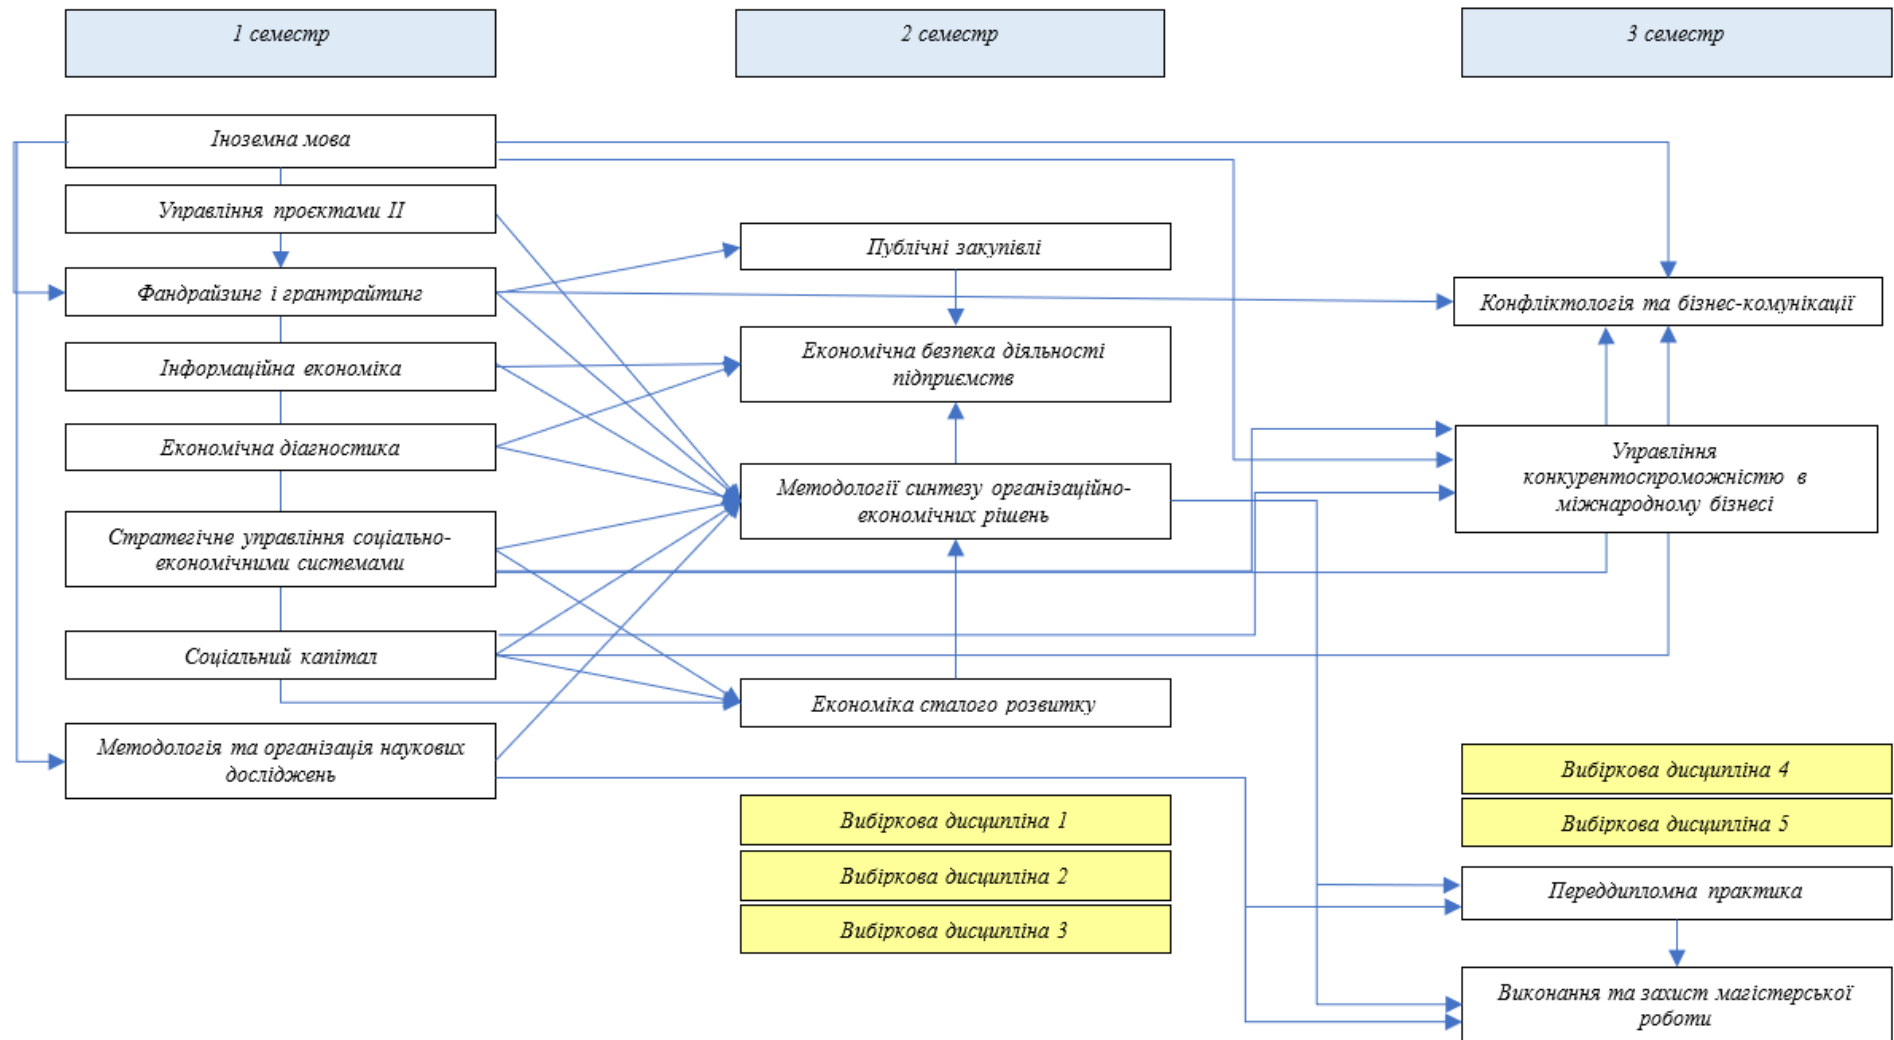 1 семестр
2 семестр
3 семестр
Іноземна мова
Управління проєктами ІІ
Фандрайзинг і грантрайтинг
Інформаційна економіка
Економічна діагностика
Стратегічне управління соціально-
економічними системами
Соціальний капітал
Методологія та організація наукових
досліджень
Публічні закупівлі
Економічна безпека діяльності
підприємств
Методології синтезу організаційно-
економічних рішень
Економіка сталого розвитку
Вибіркова дисципліна 1
Вибіркова дисципліна 2
Вибіркова дисципліна 3
Конфліктологія та бізнес-комунікації
Управління
конкурентоспроможністю в
міжнародному бізнесі
Вибіркова дисципліна 4
Вибіркова дисципліна 5
Переддипломна практика
Виконання та захист магістерської
роботи